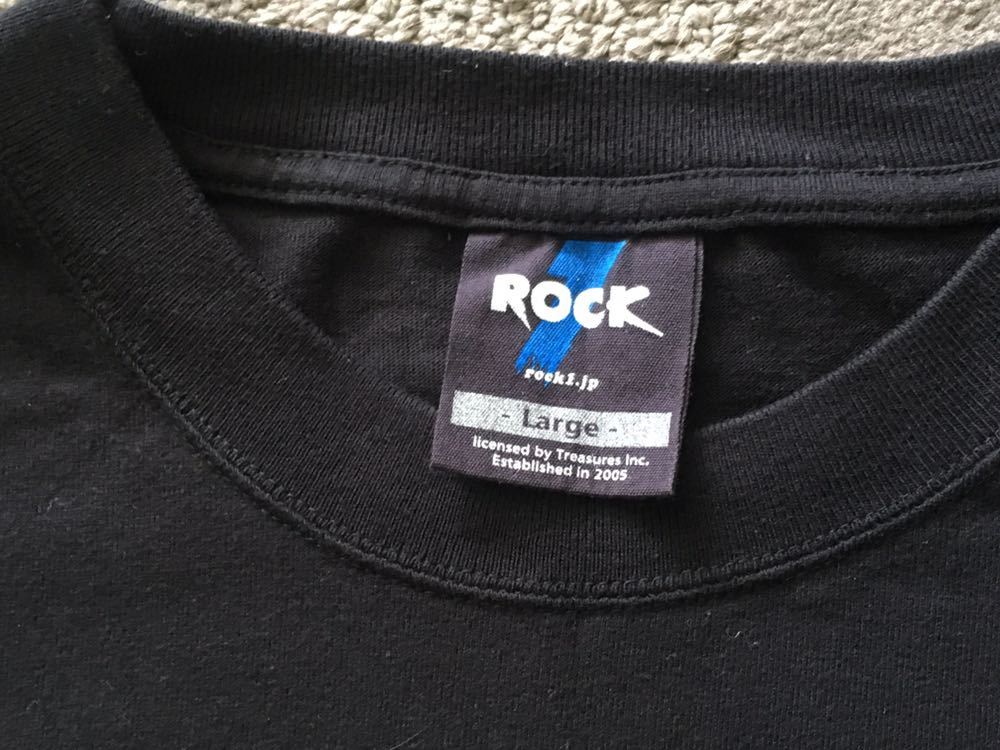 ROCK
rock1.jp
- Large -
licensed by Treasures Inc.
Established in 2005